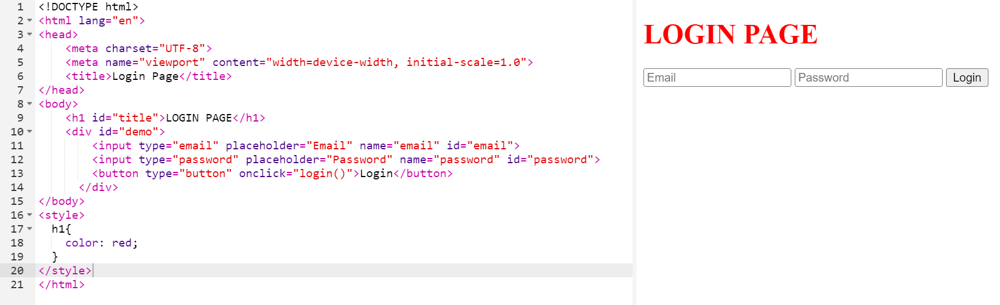 1 <!DOCTYPE html>
2 <html lang="en">
3 <head>
4 <meta charset="UTF-8">
5 <meta name="viewport" content="width=device-width, initial-scale=1.0">
6 <title>Login Page</title>
7 </head>
8 <body>
9 <h1 id="title">LOGIN PAGE</h1>
10 <div id="demo">
11 <input type="email" placeholder="Email" name="email" id="email">
12 <input type="password" placeholder="Password" name="password" id="password">
13 <button type="button" onclick="login()">Login</button>
14 </div>
15 </body>
16 <style>
17 h1{
18 color: red;
19 }
20 </style>
21 </html>
LOGIN PAGE
Email Password Login